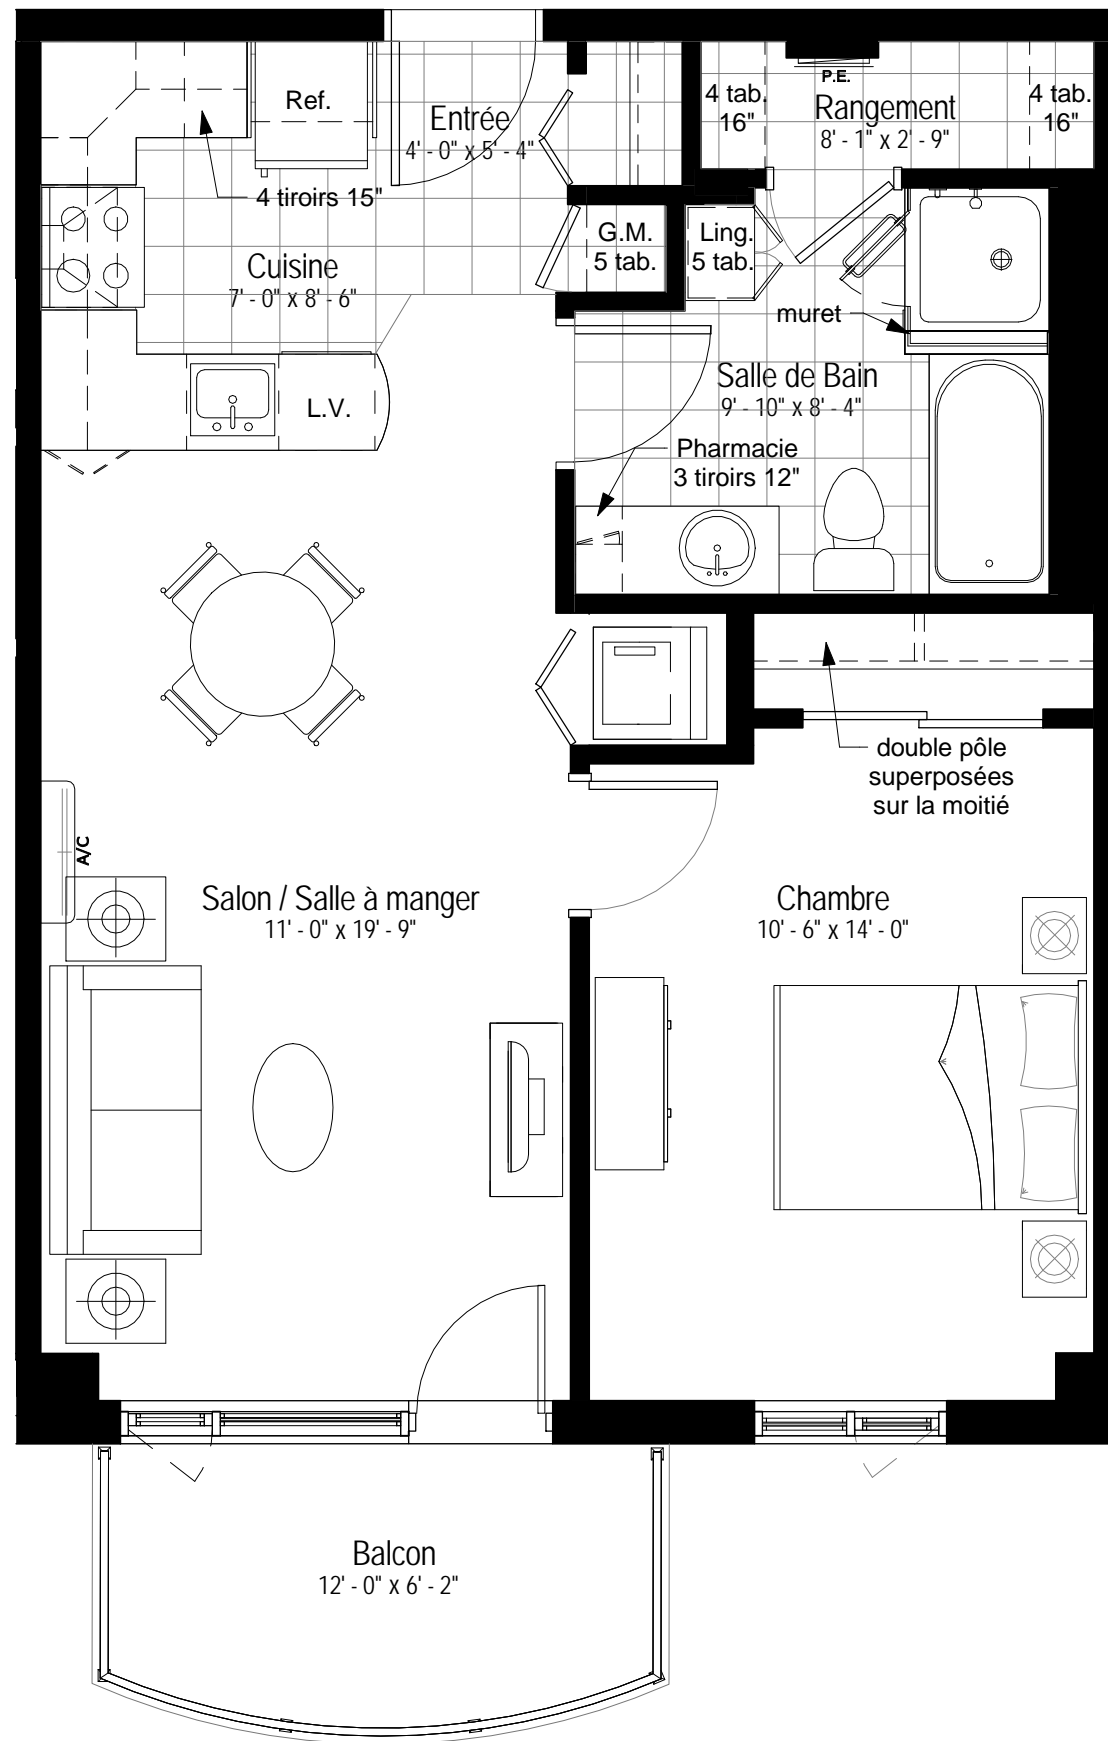 Ref.
Entrée
4' - 0" x 5' - 4"
P.E.
4 tab.
16"
Rangement
8' - 1" x 2' - 9"
4 tab.
16"
4 tiroirs 15"
G.M.
5 tab.
Ling.
5 tab.
Cuisine
7' - 0" x 8' - 6"
muret
L.V.
Salle de Bain
9' - 10" x 8' - 4"
Pharmacie
3 tiroirs 12"
double pôle
superposées
sur la moitié
A/C
Salon / Salle à manger
11' - 0" x 19' - 9"
Chambre
10' - 6" x 14' - 0"
Balcon
12' - 0" x 6' - 2"